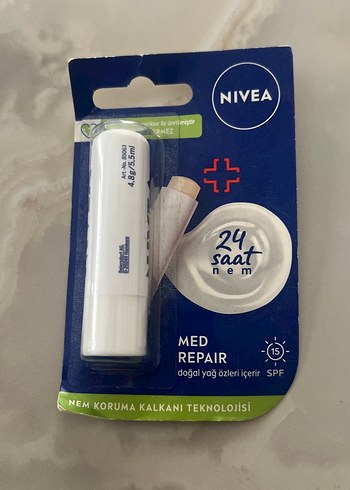 NIVEA
Art.-No. 85063
4,8g/5,5ml
24
saat
nem
MED
REPAIR
doğal yağ özleri içerir
15
SPF
NEM KORUMA KALKANI TEKNOLOJİSİ